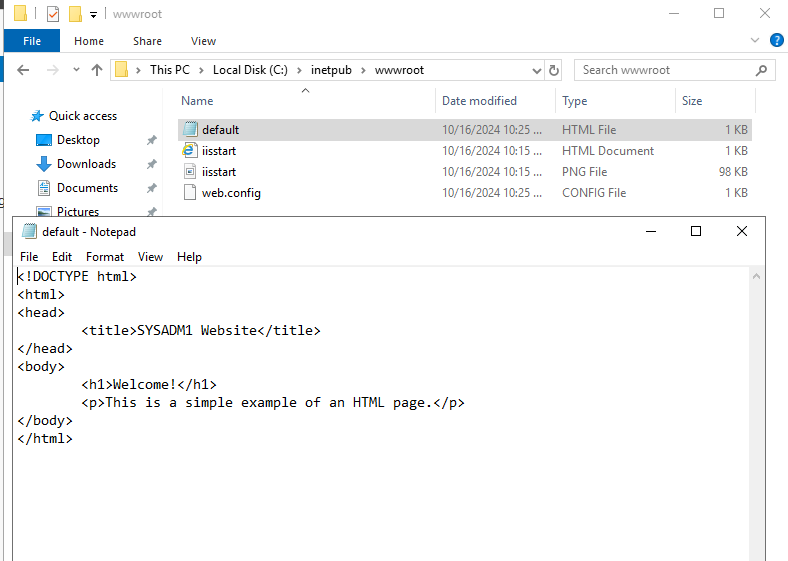 wwwroot
File Home Share View
This PC > Local Disk (C:) > inetpub > wwwroot Search wwwroot
Name Date modified Type Size
Quick access
Desktop
Downloads
Documents
Pictures
default 10/16/2024 10:25 ... HTML File 1 KB
iisstart 10/16/2024 10:15 ... HTML Document 1 KB
iisstart 10/16/2024 10:15 ... PNG File 98 KB
web.config 10/16/2024 10:25 ... CONFIG File 1 KB
default - Notepad
File Edit Format View Help
<!DOCTYPE html>
<html>
<head>
        <title>SYSADM1 Website</title>
</head>
<body>
        <h1>Welcome!</h1>
        <p>This is a simple example of an HTML page.</p>
</body>
</html>